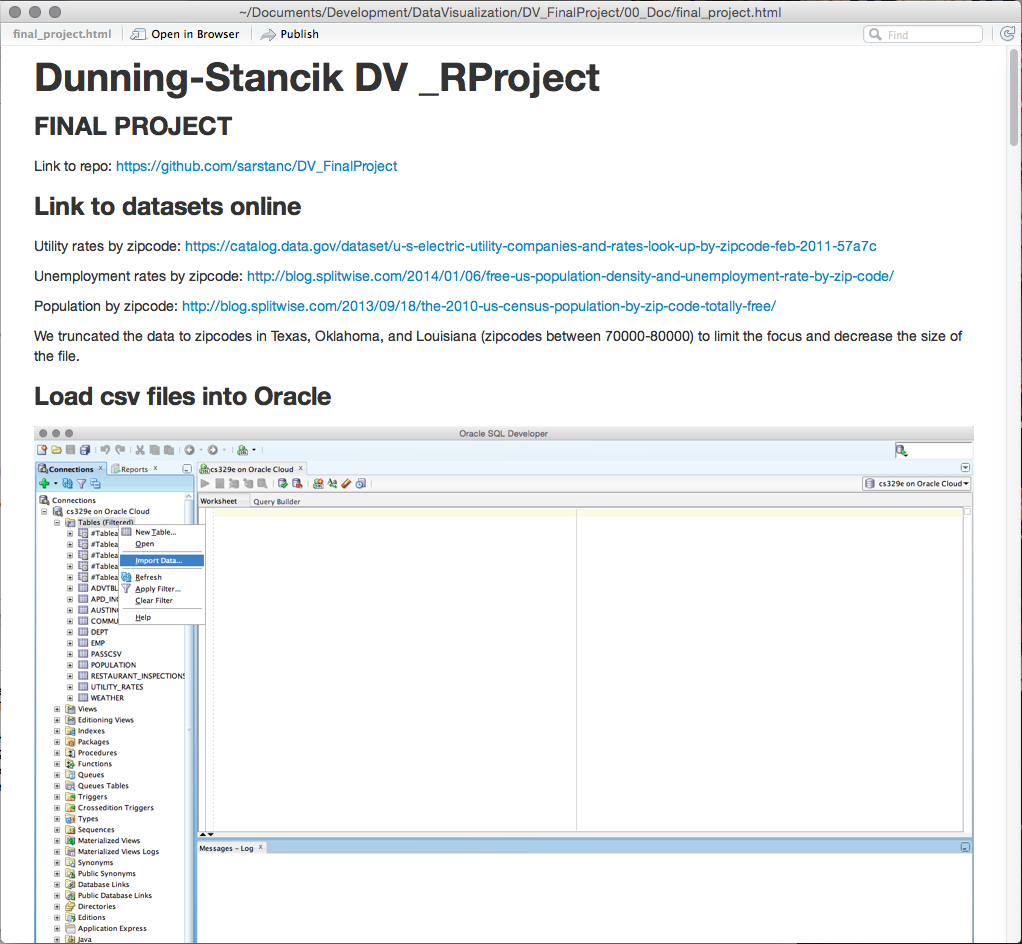 ~/Documents/Development/DataVisualization/DV_FinalProject/00_Doc/final_project.html
final_project.html Open in Browser Publish Find
Dunning-Stancik DV _RProject
FINAL PROJECT
Link to repo: https://github.com/sarstanc/DV_FinalProject
Link to datasets online
Utility rates by zipcode: https://catalog.data.gov/dataset/u-s-electric-utility-companies-and-rates-look-up-by-zipcode-feb-2011-57a7c
Unemployment rates by zipcode: http://blog.splitwise.com/2014/01/06/free-us-population-density-and-unemployment-rate-by-zip-code/
Population by zipcode: http://blog.splitwise.com/2013/09/18/the-2010-us-census-population-by-zip-code-totally-free/
We truncated the data to zipcodes in Texas, Oklahoma, and Louisiana (zipcodes between 70000-80000) to limit the focus and decrease the size of
the file.
Load csv files into Oracle
Oracle SQL Developer
Connections Reports cs329e on Oracle Cloud
cs329e on Oracle Cloud
Worksheet Query Builder
Connections
cs329e on Oracle Cloud
Tables (Filtered)
#Tablea
#Tablea
#Tablea
#Tablea
#Tablea
ADVTBL
APD_INC
AUSTING
COMMU
New Table...
Open
Import Data...
Refresh
Apply Filter...
Clear Filter
Help
DEPT
EMP
PASSCSV
POPULATION
RESTAURANT_INSPECTIONS
UTILITY_RATES
WEATHER
Views
Editioning Views
Indexes
Packages
Procedures
Functions
Queues
Queues Tables
Triggers
Crossedition Triggers
Types
Sequences
Materialized Views
Materialized Views Logs
Synonyms
Public Synonyms
Database Links
Public Database Links
Directories
Editions
Application Express
Java
Messages - Log